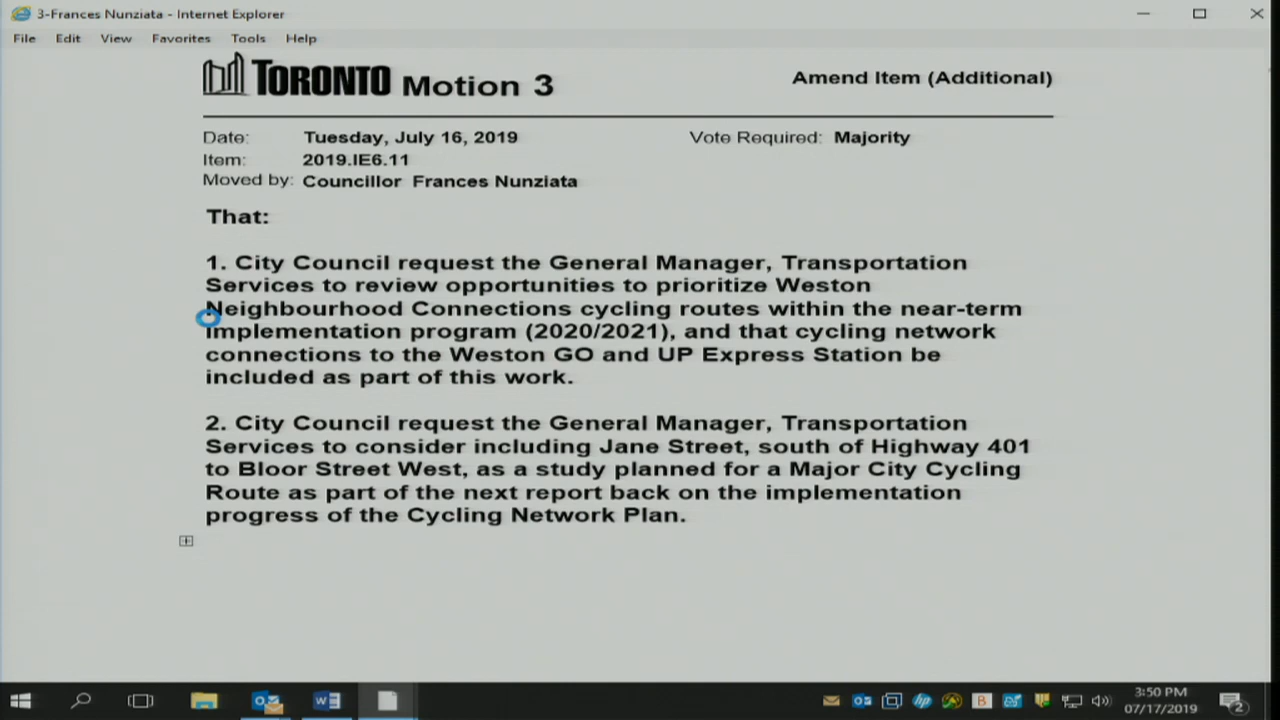 3-Frances Nunziata - Internet Explorer
File Edit View Favorites Tools Help
TORONTO Motion 3
Amend Item (Additional)
Date: Tuesday, July 16, 2019
Vote Required: Majority
Item: 2019.IE6.11
Moved by: Councillor Frances Nunziata
That:
1. City Council request the General Manager, Transportation
Services to review opportunities to prioritize Weston
Neighbourhood Connections cycling routes within the near-term
implementation program (2020/2021), and that cycling network
connections to the Weston GO and UP Express Station be
included as part of this work.
2. City Council request the General Manager, Transportation
Services to consider including Jane Street, south of Highway 401
to Bloor Street West, as a study planned for a Major City Cycling
Route as part of the next report back on the implementation
progress of the Cycling Network Plan.
3:50 PM
07/17/2019
2